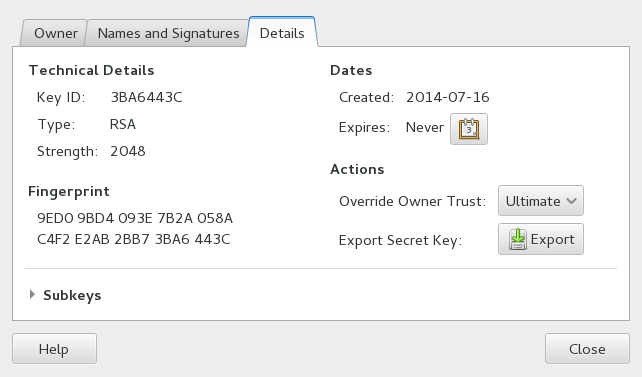 Owner
Names and Signatures
Details
Technical Details
Key ID: 3BA6443C
Type: RSA
Strength: 2048
Fingerprint
9ED0 9BD4 093E 7B2A 058A
C4F2 E2AB 2BB7 3BA6 443C
Dates
Created: 2014-07-16
Expires: Never
3
Actions
Override Owner Trust: Ultimate
Export Secret Key: Export
Subkeys
Help
Close